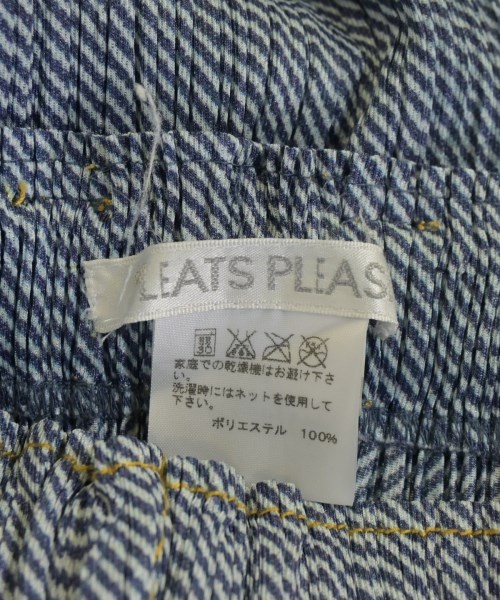 LEATS PLEAS
30
家庭での乾燥機はお避け下さ
い。
洗濯時にはネットを使用して
下さい。
ポリエステル 100%